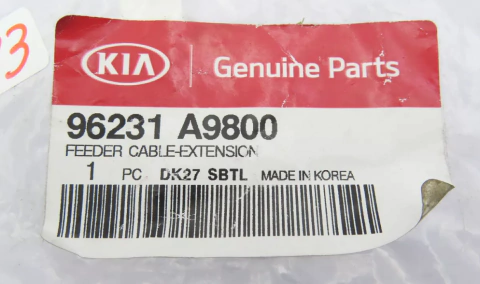 3
KIA Genuine Parts
96231 A9800
FEEDER CABLE-EXTENSION
1 PC DK27 SBTL MADE IN KOREA